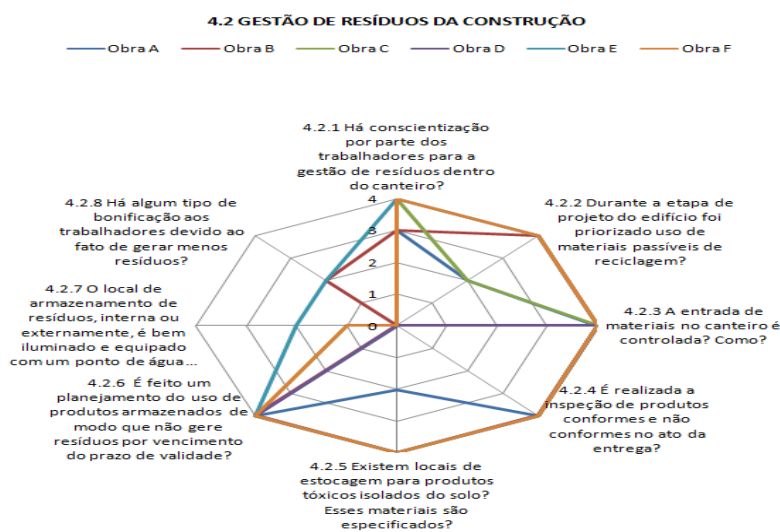 4.2 GESTÃO DE RESÍDUOS DA CONSTRUÇÃO
Obra A Obra B Obra C Obra D Obra E Obra F
4.2.1 Há conscientização
por parte dos
trabalhadores para a
gestão de resíduos dentro
do canteiro?
4.2.2 Durante a etapa de
projeto do edifício foi
priorizado uso de
materiais passíveis de
reciclagem?
4.2.3 A entrada de
materiais no canteiro é
controlada? Como?
4.2.4 É realizada a
inspeção de produtos
conformes e não
conformes no ato da
entrega?
4.2.5 Existem locais de
estocagem para produtos
tóxicos isolados do solo?
Esses materiais são
especificados?
4.2.6 É feito um
planejamento do uso de
produtos armazenados de
modo que não gere
resíduos por vencimento
do prazo de validade?
4.2.7 O local de
armazenamento de
resíduos, interna ou
externamente, é bem
iluminado e equipado
com um ponto de água...
4.2.8 Há algum tipo de
bonificação aos
trabalhadores devido ao
fato de gerar menos
resíduos?
4
3
2
1
0